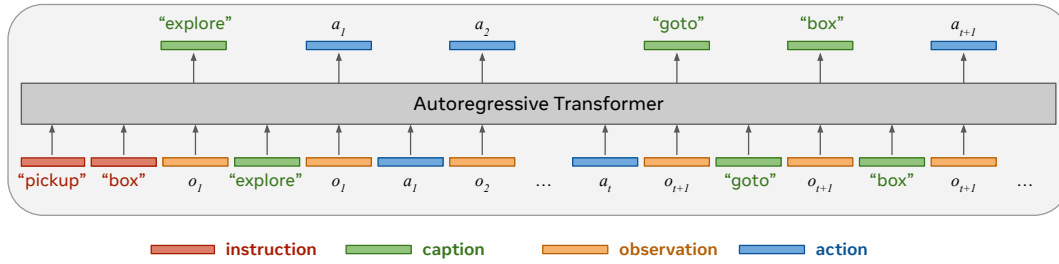 “explore” a₁ a₂ “goto” “box” aₜ₊₁
Autoregressive Transformer
“pickup” “box” o₁ “explore” o₁ a₁ o₂ ... aₜ oₜ₊₁ “goto” oₜ₊₁ “box” oₜ₊₁ ...
instruction caption observation action